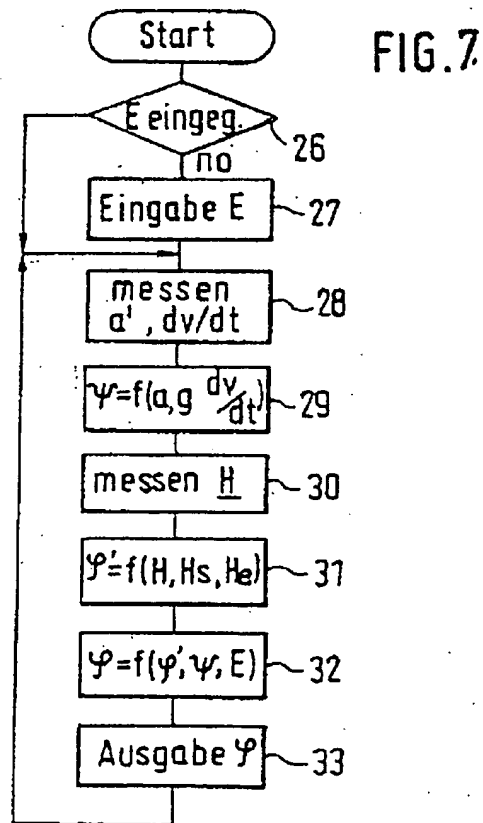 Start
FIG.7
E eingeg.
26
no
Eingabe E
27
messen
a', dv/dt
28
ψ=f(a,g dv/dt)
29
messen H
30
φ'=f(H,Hs,He)
31
φ=f(φ',ψ,E)
32
Ausgabe φ
33